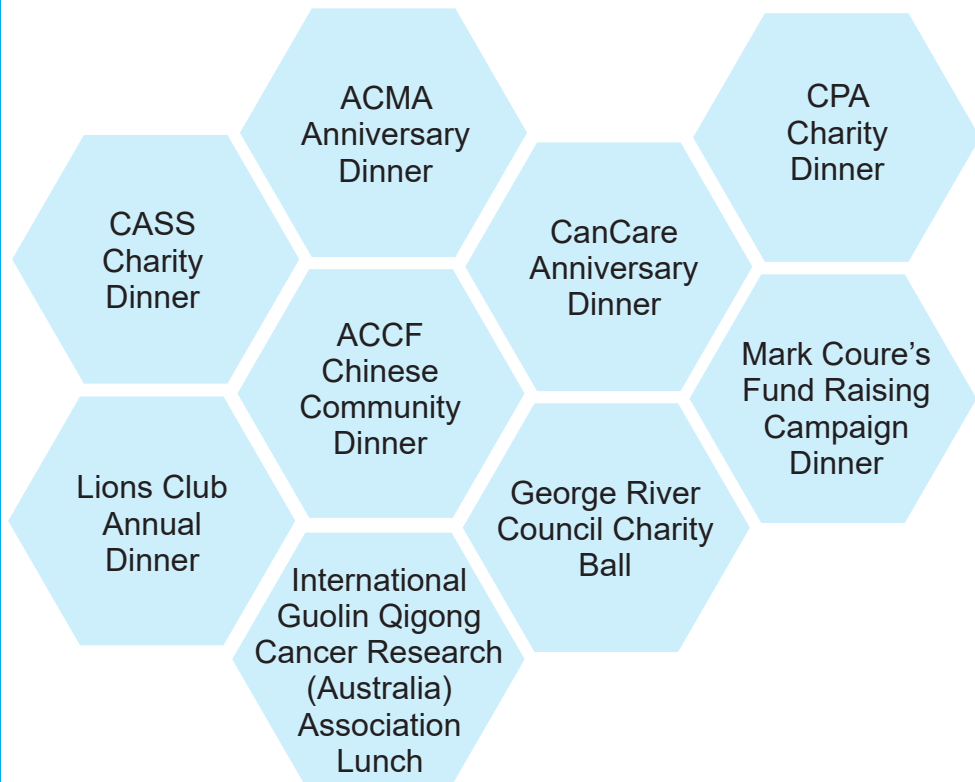 ACMA
Anniversary
Dinner
CPA
Charity
Dinner
CASS
Charity
Dinner
CanCare
Anniversary
Dinner
ACCF
Chinese
Community
Dinner
Mark Coure’s
Fund Raising
Campaign
Dinner
Lions Club
Annual
Dinner
George River
Council Charity
Ball
International
Guolin Qigong
Cancer Research
(Australia)
Association
Lunch